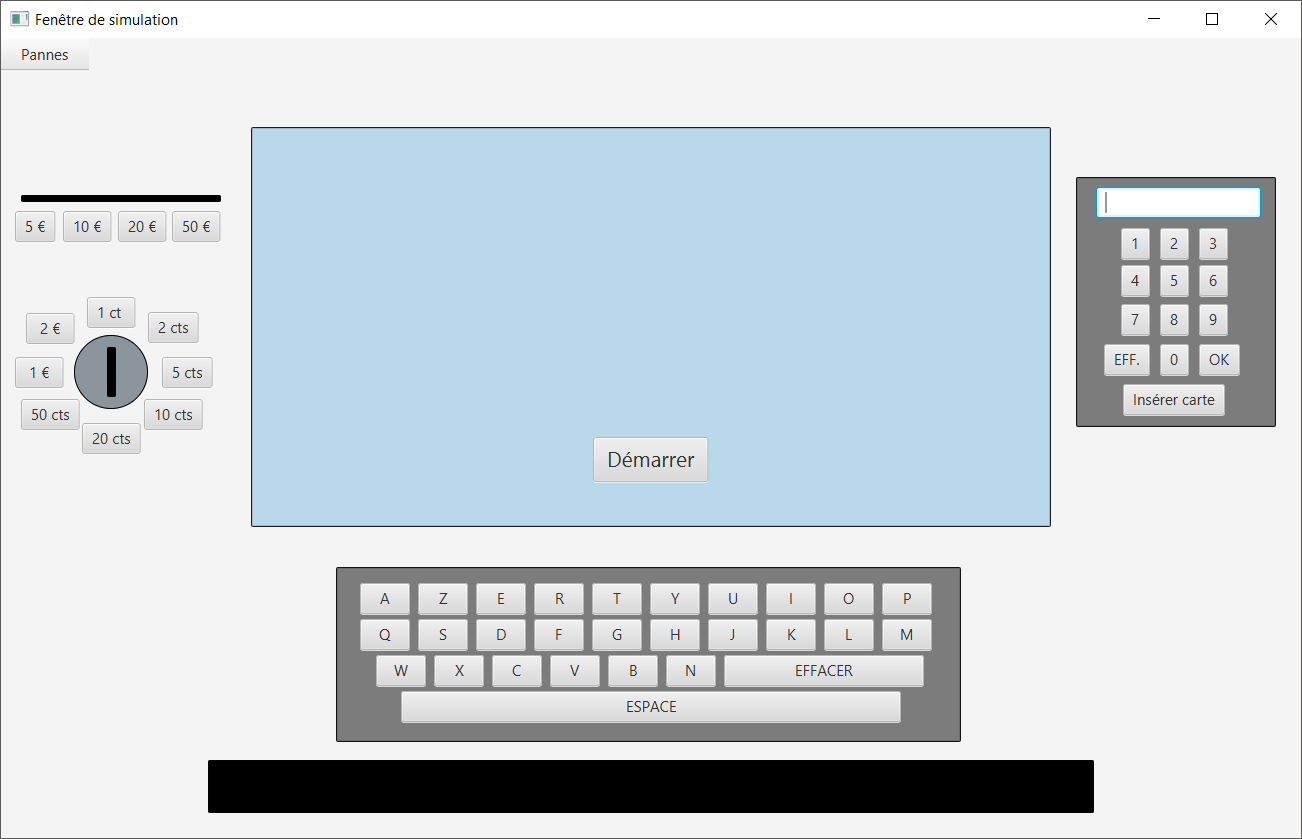 Fenêtre de simulation
Pannes
5 € 10 € 20 € 50 €
1 ct
2 € 2 cts
1 € 5 cts
50 cts 10 cts
20 cts
Démarrer
1 2 3
4 5 6
7 8 9
EFF. 0 OK
Insérer carte
A Z E R T Y U I O P
Q S D F G H J K L M
W X C V B N EFFACER
ESPACE